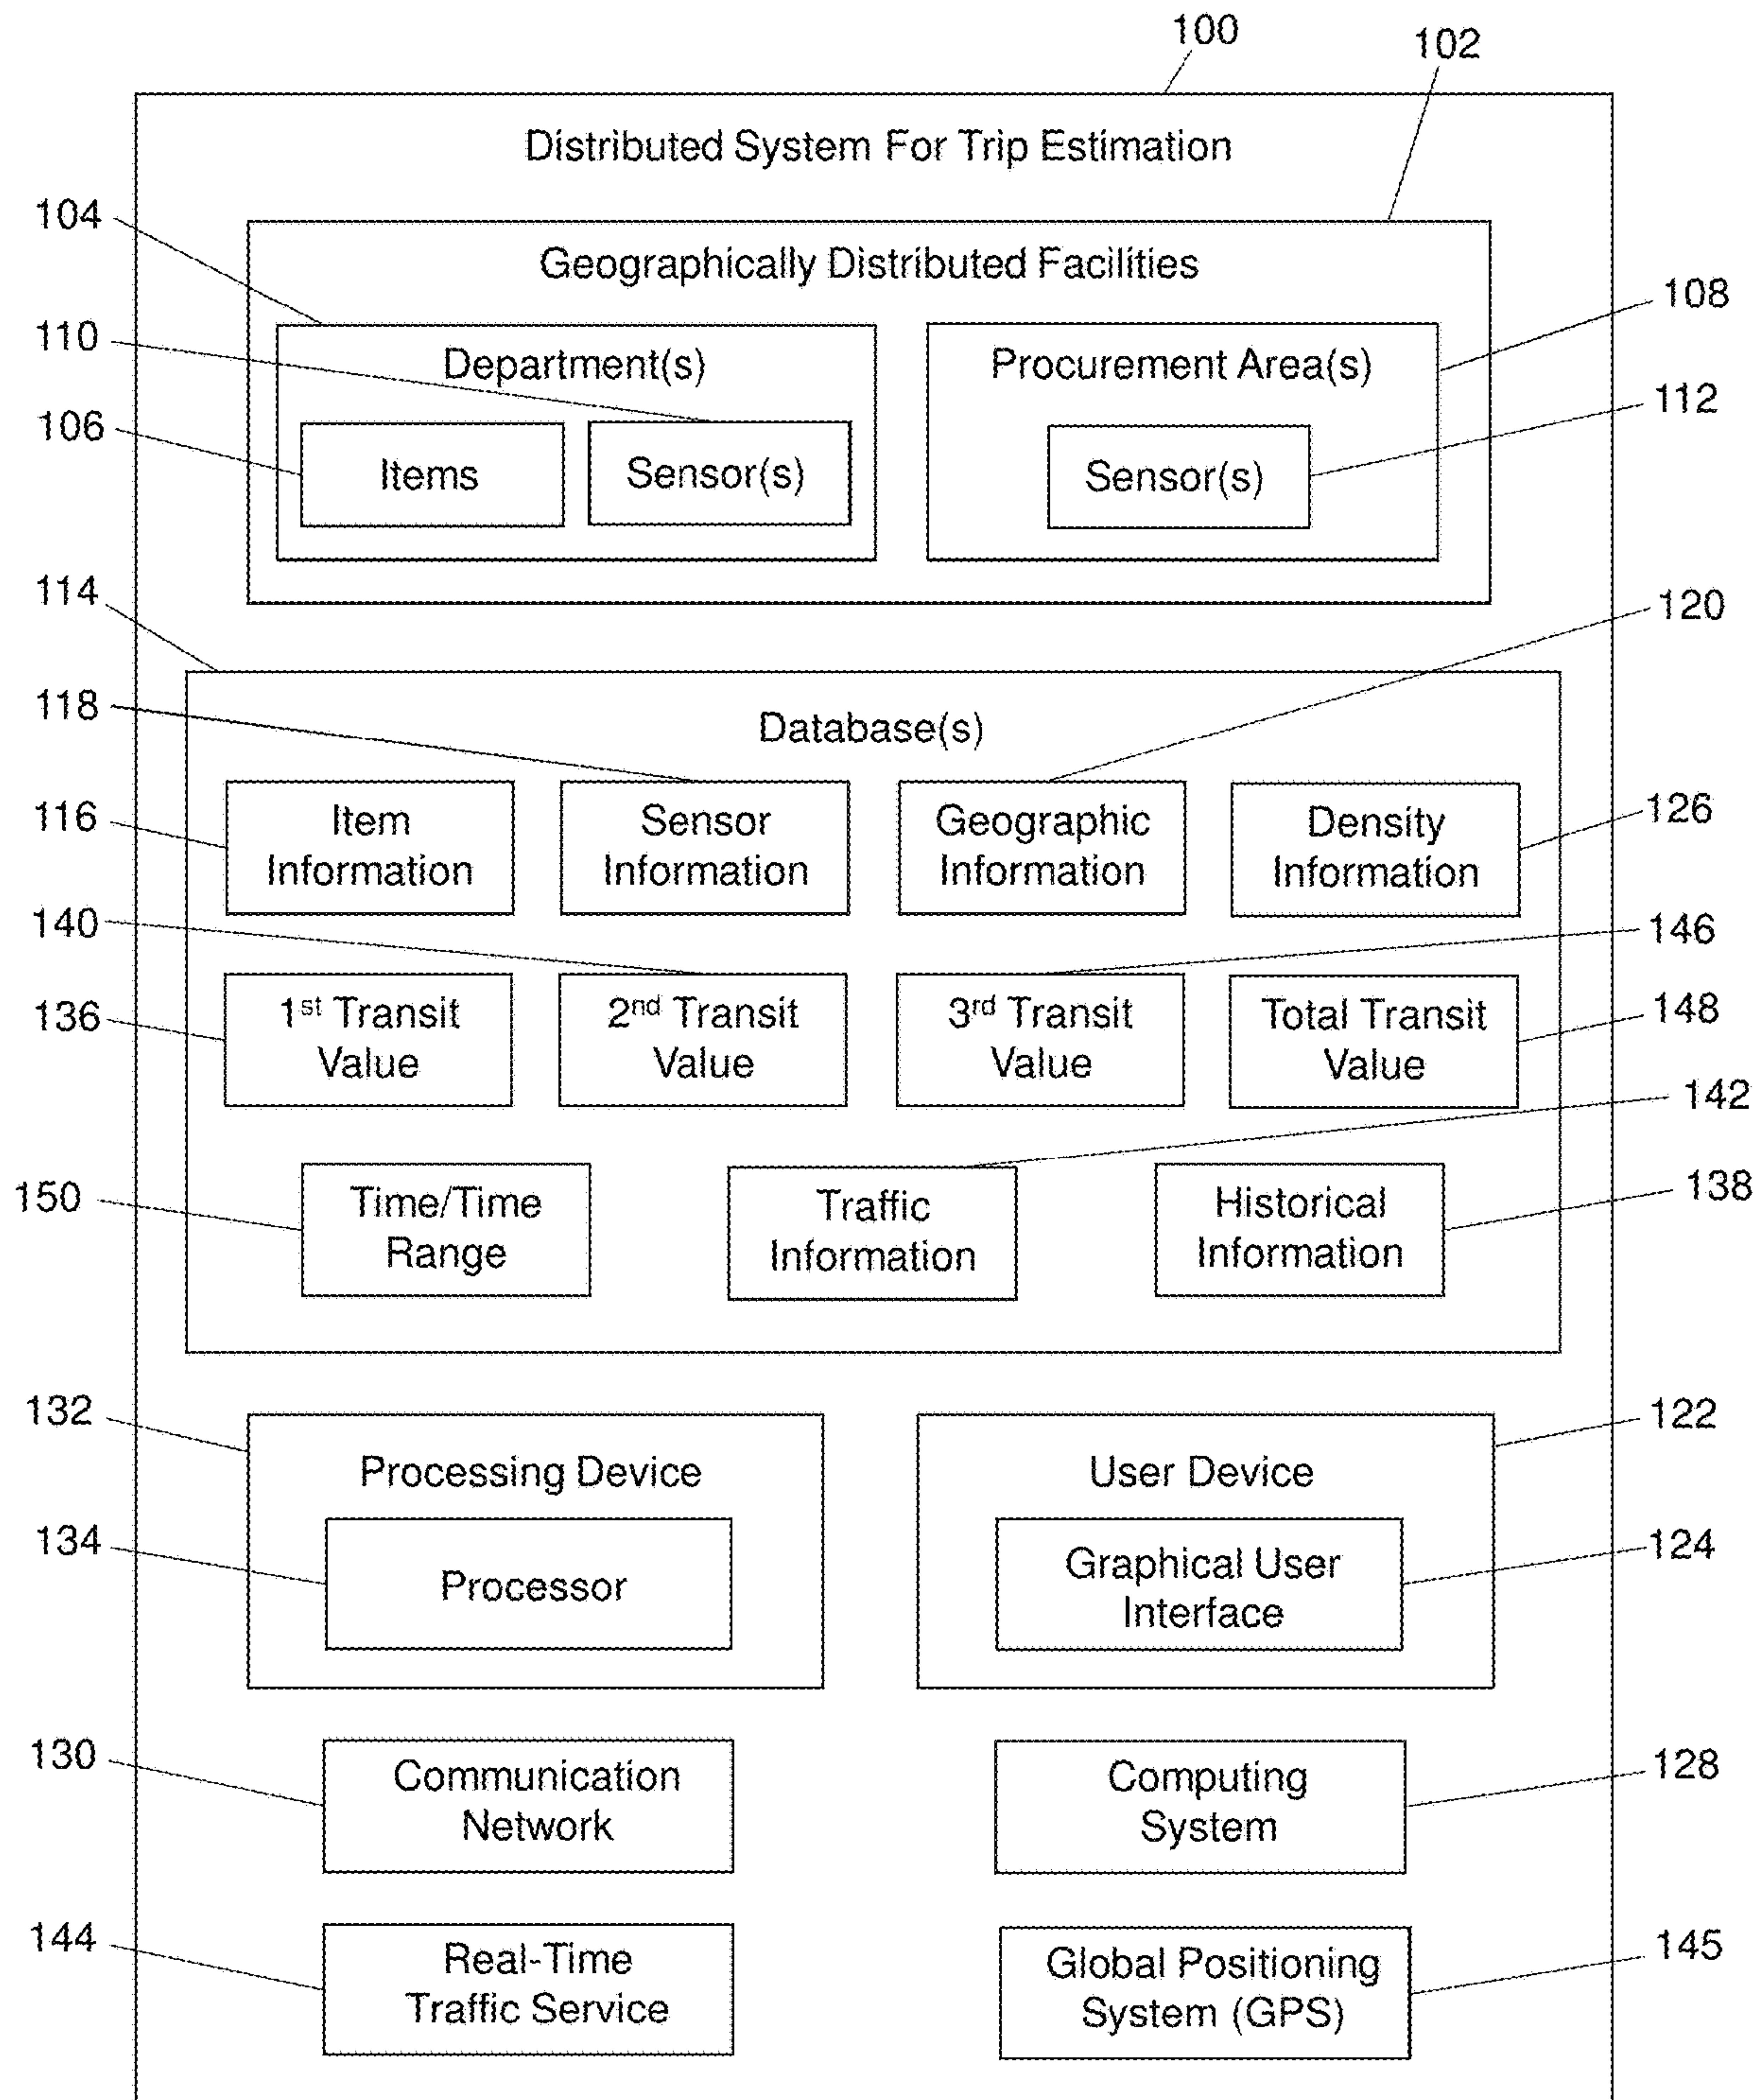 100
102
Distributed System For Trip Estimation
104
Geographically Distributed Facilities
108
110
Department(s)
Procurement Area(s)
112
106
Items
Sensor(s)
Sensor(s)
114
120
118
Database(s)
116
Item
Information
Sensor
Information
Geographic
Information
Density
Information
126
140
146
136
1st Transit
Value
2nd Transit
Value
3rd Transit
Value
Total Transit
Value
148
142
150
Time/Time
Range
Traffic
Information
Historical
Information
138
132
122
Processing Device
User Device
134
Processor
Graphical User
Interface
124
130
Communication
Network
Computing
System
128
144
Real-Time
Traffic Service
Global Positioning
System (GPS)
145